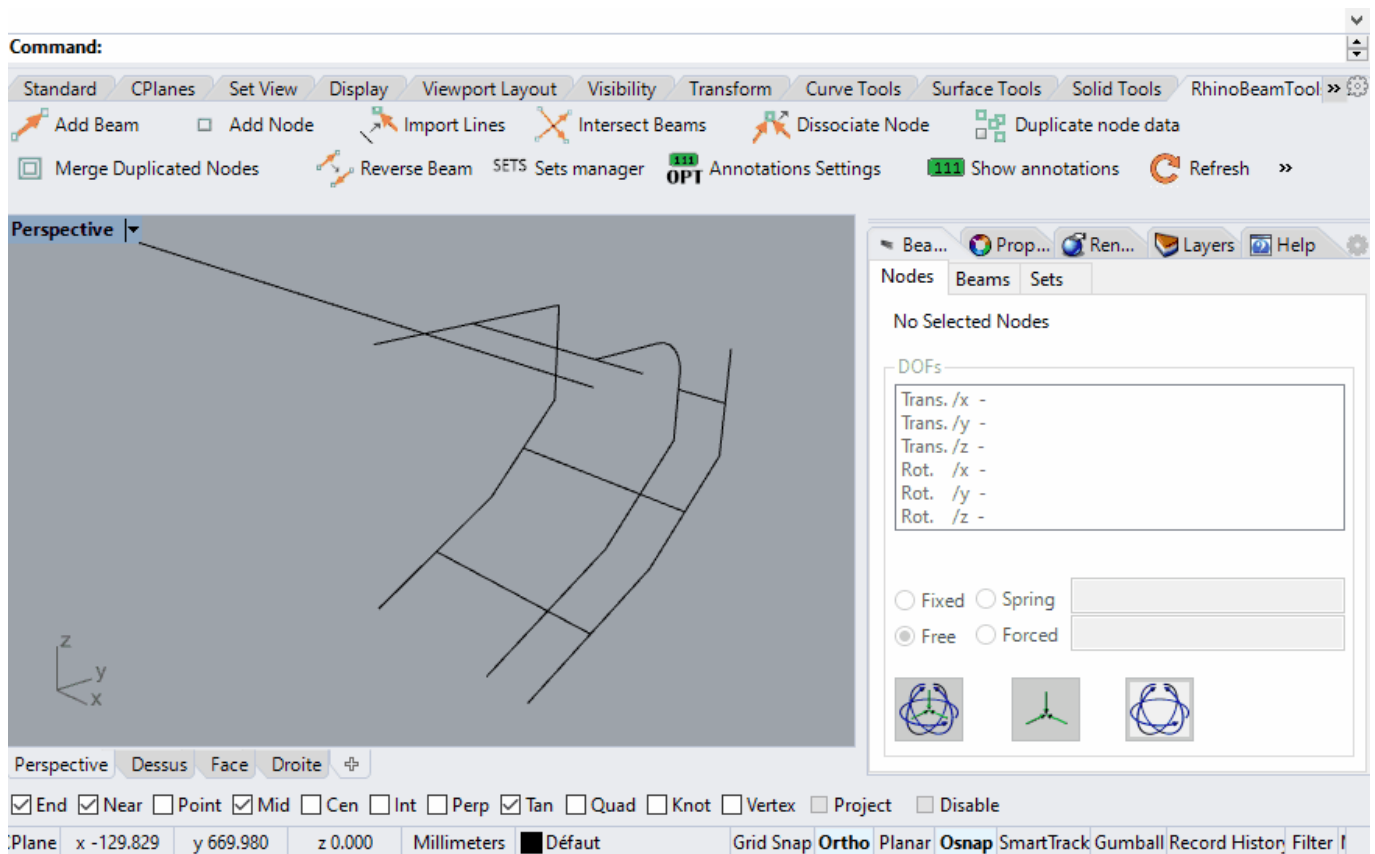 Command:
Standard CPlanes Set View Display Viewport Layout Visibility Transform Curve Tools Surface Tools Solid Tools RhinoBeamTool »
Add Beam Add Node Import Lines Intersect Beams Dissociate Node Duplicate node data
Merge Duplicated Nodes Reverse Beam SETS Sets manager 111 OPT Annotations Settings 111 Show annotations Refresh »
Perspective
Bea... Prop... Ren... Layers Help
Nodes Beams Sets
No Selected Nodes
DOFs
Trans. /x -
Trans. /y -
Trans. /z -
Rot. /x -
Rot. /y -
Rot. /z -
Fixed Spring
Free Forced
z
y
x
Perspective Dessus Face Droite
End Near Point Mid Cen Int Perp Tan Quad Knot Vertex Project Disable
CPlane x -129.829 y 669.980 z 0.000 Millimeters Défaut Grid Snap Ortho Planar Osnap SmartTrack Gumball Record History Filter